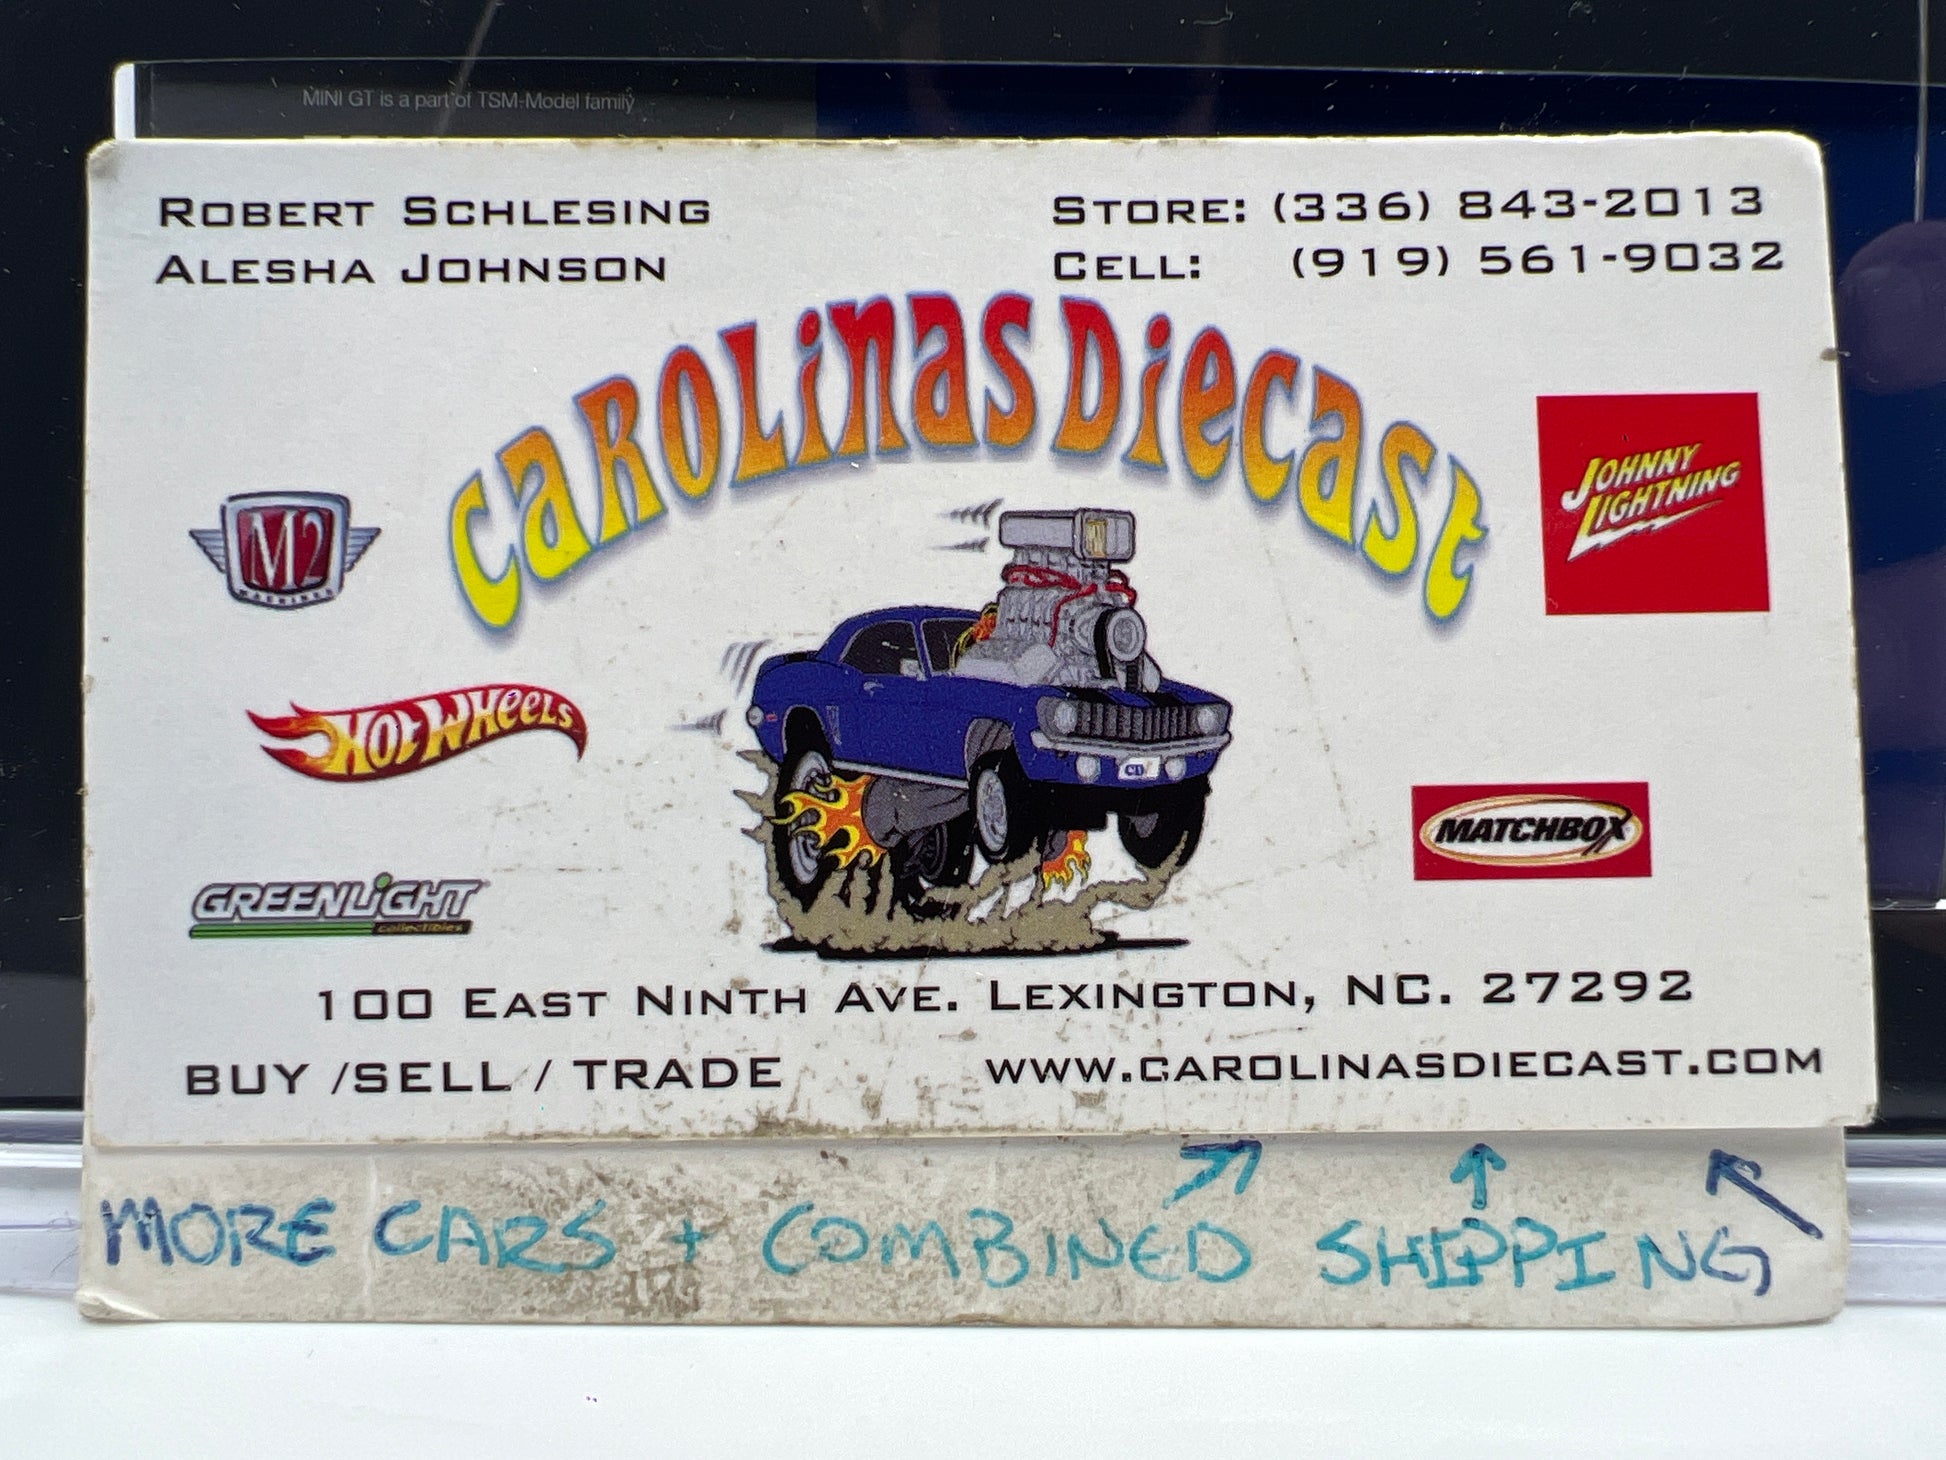 MINI GT is a part of TSM-Model family
ROBERT SCHLESING
ALESHA JOHNSON
STORE: (336) 843-2013
CELL: (919) 561-9032
CAROLinas Diecast
M2
MACHINES
JOHNNY
LIGHTNING
HOT WHEELS
CD
MATCHBOX
GREENLIGHT
collectibles
100 EAST NINTH AVE. LEXINGTON, NC. 27292
BUY /SELL / TRADE
WWW.CAROLINASDIECAST.COM
MORE CARS + COMBINED SHIPPING